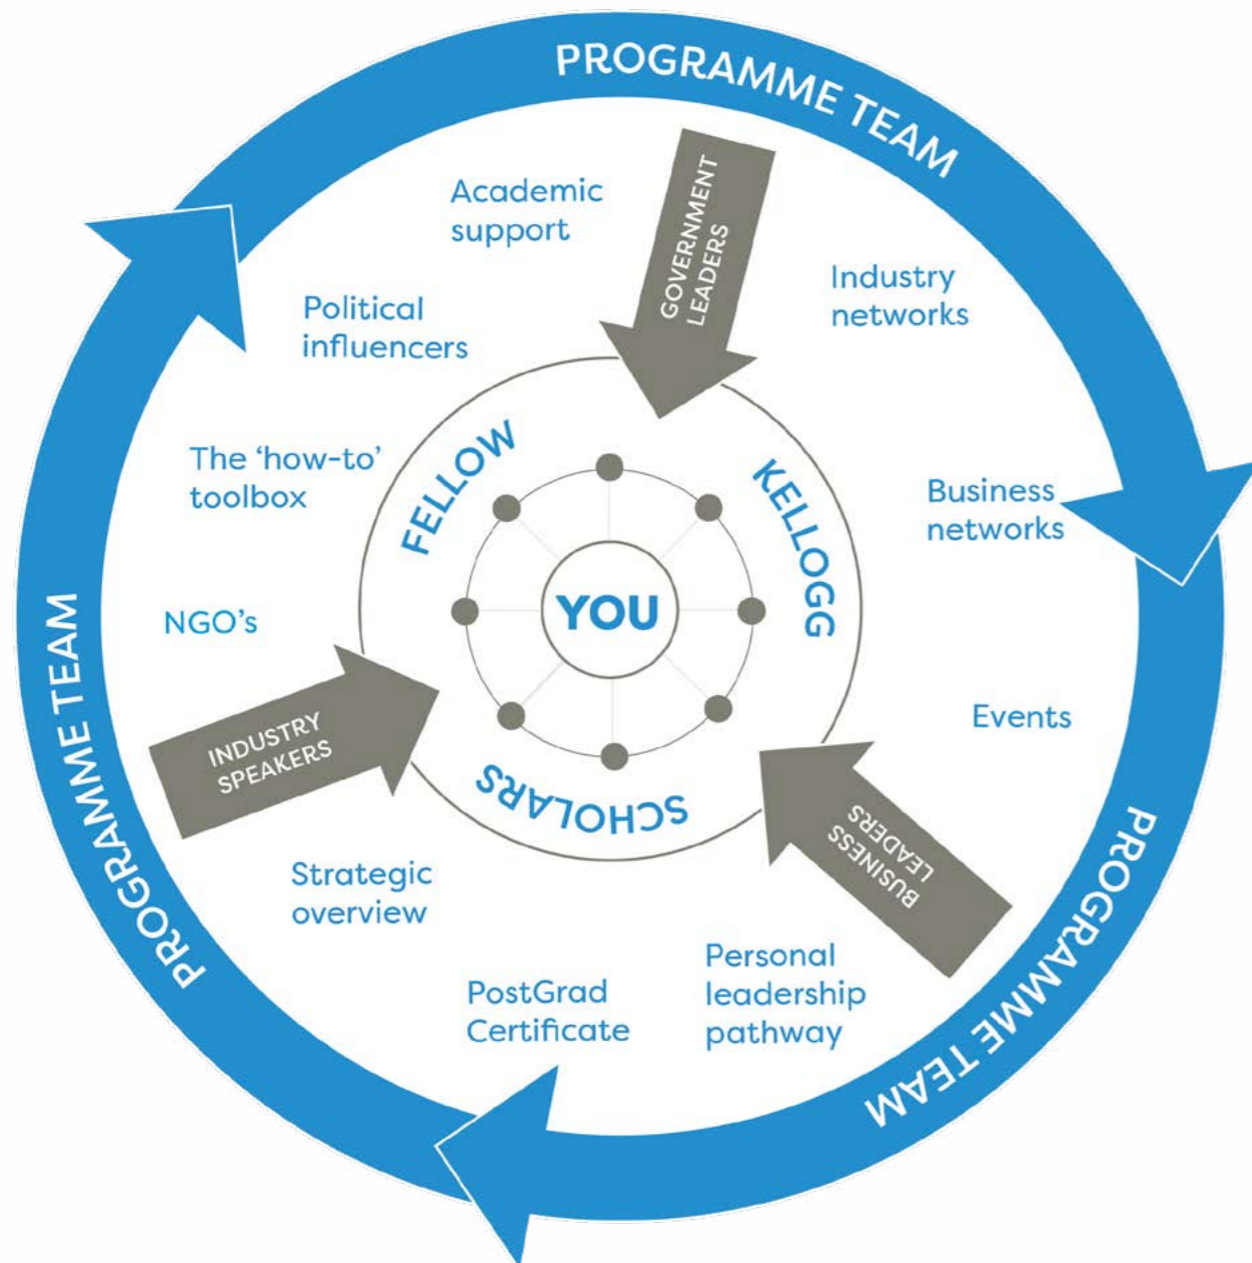 PROGRAMME TEAM
GOVERNMENT
LEADERS
Academic
support
Industry
networks
Political
influencers
The ‘how-to’
toolbox
Business
networks
FELLOW
KELLOGG
SCHOLARS
YOU
NGO’s
INDUSTRY
SPEAKERS
Events
BUSINESS
LEADERS
Strategic
overview
PostGrad
Certificate
Personal
leadership
pathway
PROGRAMME TEAM
PROGRAMME TEAM